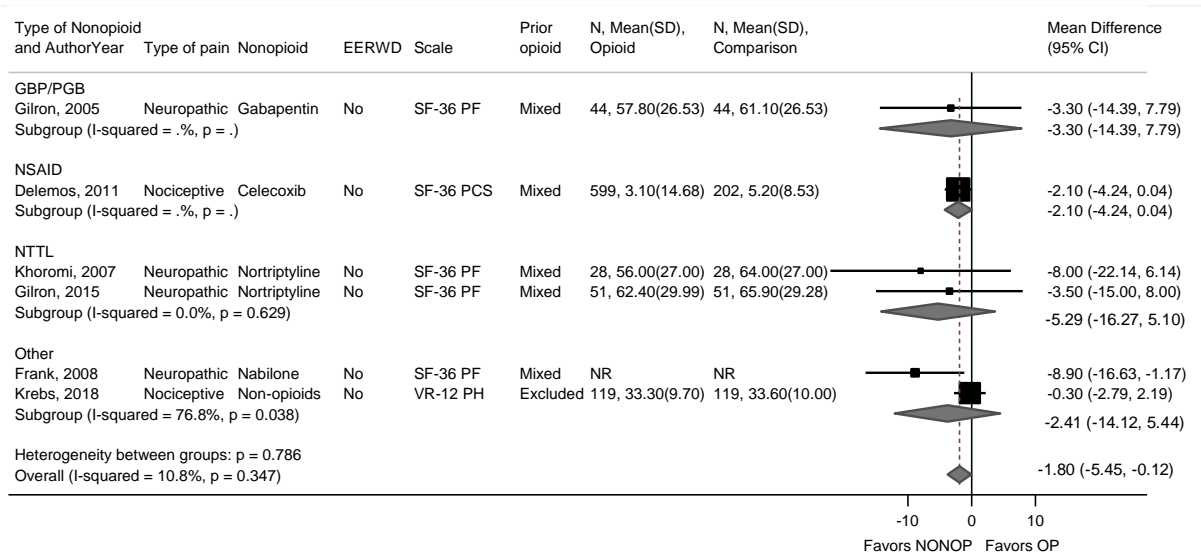 Type of Nonopioid and AuthorYear Type of pain Nonopioid EERWD Scale Prior opioid N, Mean(SD), Opioid N, Mean(SD), Comparison Mean Difference (95% CI)
GBP/PGB
Gilron, 2005 Neuropathic Gabapentin No SF-36 PF Mixed 44, 57.80(26.53) 44, 61.10(26.53) -3.30 (-14.39, 7.79)
Subgroup (I-squared = .%, p = .) -3.30 (-14.39, 7.79)
NSAID
Delemos, 2011 Nociceptive Celecoxib No SF-36 PCS Mixed 599, 3.10(14.68) 202, 5.20(8.53) -2.10 (-4.24, 0.04)
Subgroup (I-squared = .%, p = .) -2.10 (-4.24, 0.04)
NTTL
Khoromi, 2007 Neuropathic Nortriptyline No SF-36 PF Mixed 28, 56.00(27.00) 28, 64.00(27.00) -8.00 (-22.14, 6.14)
Gilron, 2015 Neuropathic Nortriptyline No SF-36 PF Mixed 51, 62.40(29.99) 51, 65.90(29.28) -3.50 (-15.00, 8.00)
Subgroup (I-squared = 0.0%, p = 0.629) -5.29 (-16.27, 5.10)
Other
Frank, 2008 Neuropathic Nabilone No SF-36 PF Mixed NR NR -8.90 (-16.63, -1.17)
Krebs, 2018 Nociceptive Non-opioids No VR-12 PH Excluded 119, 33.30(9.70) 119, 33.60(10.00) -0.30 (-2.79, 2.19)
Subgroup (I-squared = 76.8%, p = 0.038) -2.41 (-14.12, 5.44)
Heterogeneity between groups: p = 0.786
Overall (I-squared = 10.8%, p = 0.347) -1.80 (-5.45, -0.12)
-10 0 10
Favors NONOP Favors OP